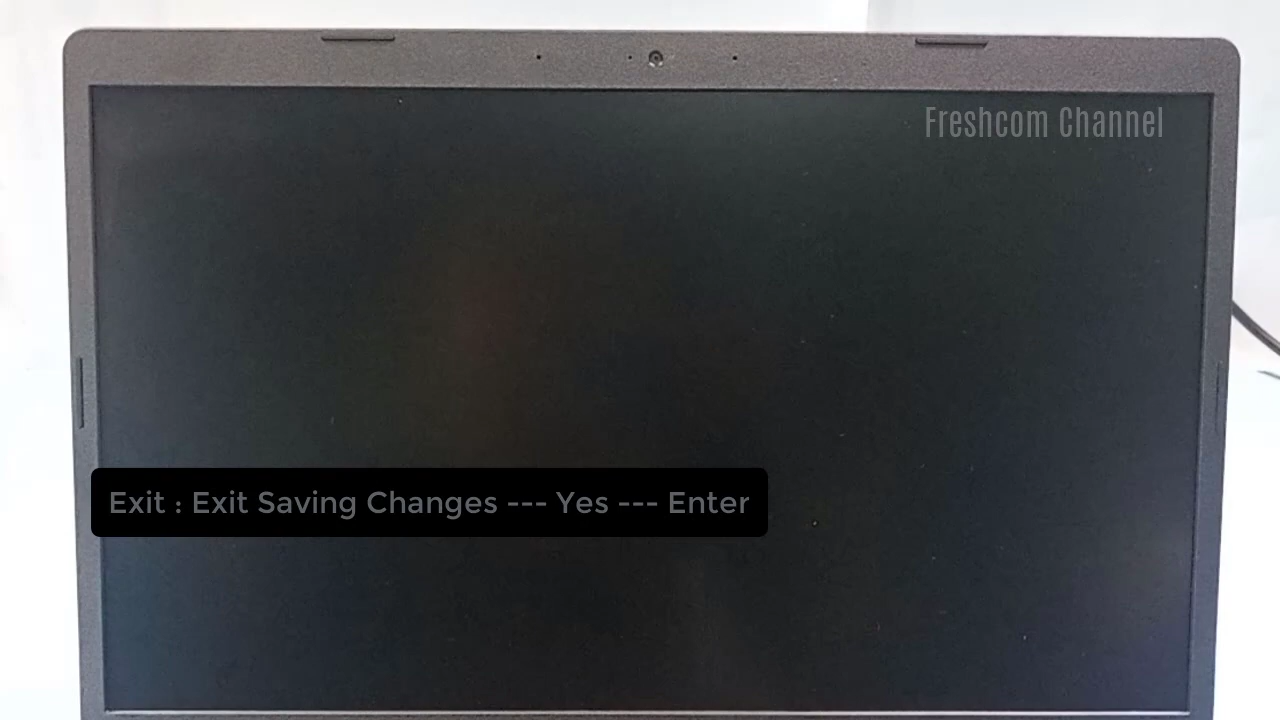 Freshcom Channel
Exit : Exit Saving Changes --- Yes --- Enter